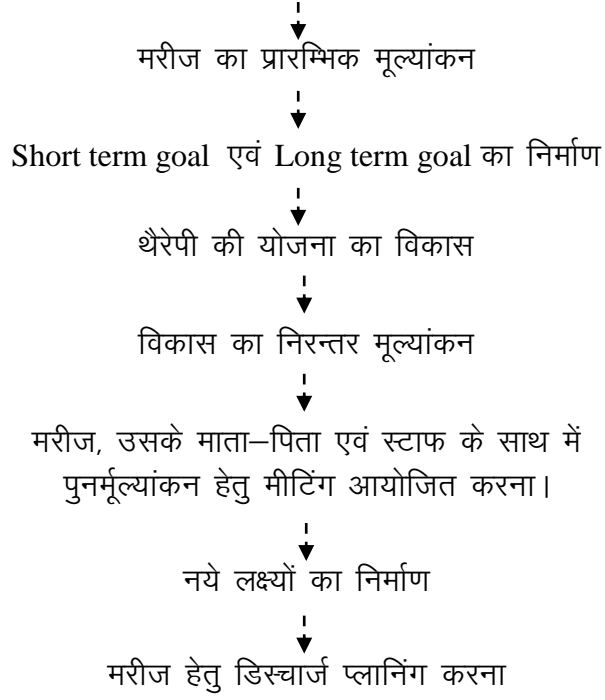 मरीज का प्रारम्भिक मूल्यांकन
Short term goal एवं Long term goal का निर्माण
थैरेपी की योजना का विकास
विकास का निरन्तर मूल्यांकन
मरीज, उसके माता–पिता एवं स्टाफ के साथ में
पुनर्मूल्यांकन हेतु मीटिंग आयोजित करना।
नये लक्ष्यों का निर्माण
मरीज हेतु डिस्चार्ज प्लानिंग करना